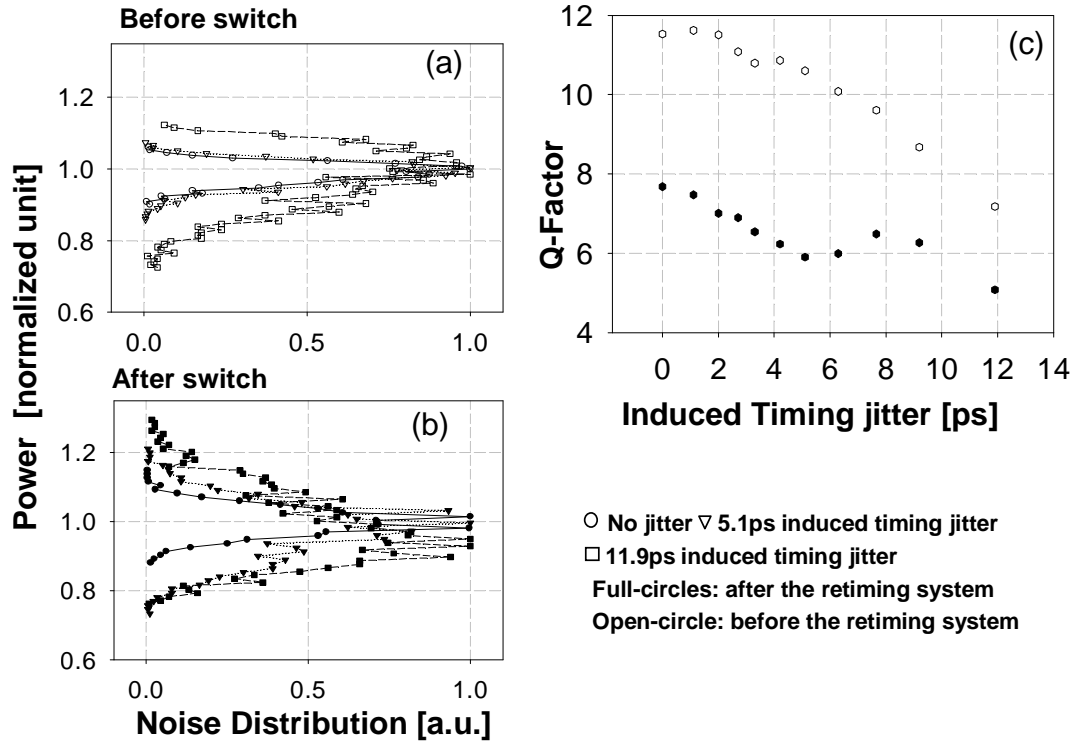 Before switch
(a)
1.2
1.0
0.8
0.6
0.0
0.5
1.0
After switch
(b)
1.2
1.0
0.8
0.6
0.0
0.5
1.0
Power [normalized unit]
Noise Distribution [a.u.]
(c)
12
10
8
6
4
0
2
4
6
8
10
12
14
Q-Factor
Induced Timing jitter [ps]
No jitter 5.1ps induced timing jitter
11.9ps induced timing jitter
Full-circles: after the retiming system
Open-circle: before the retiming system